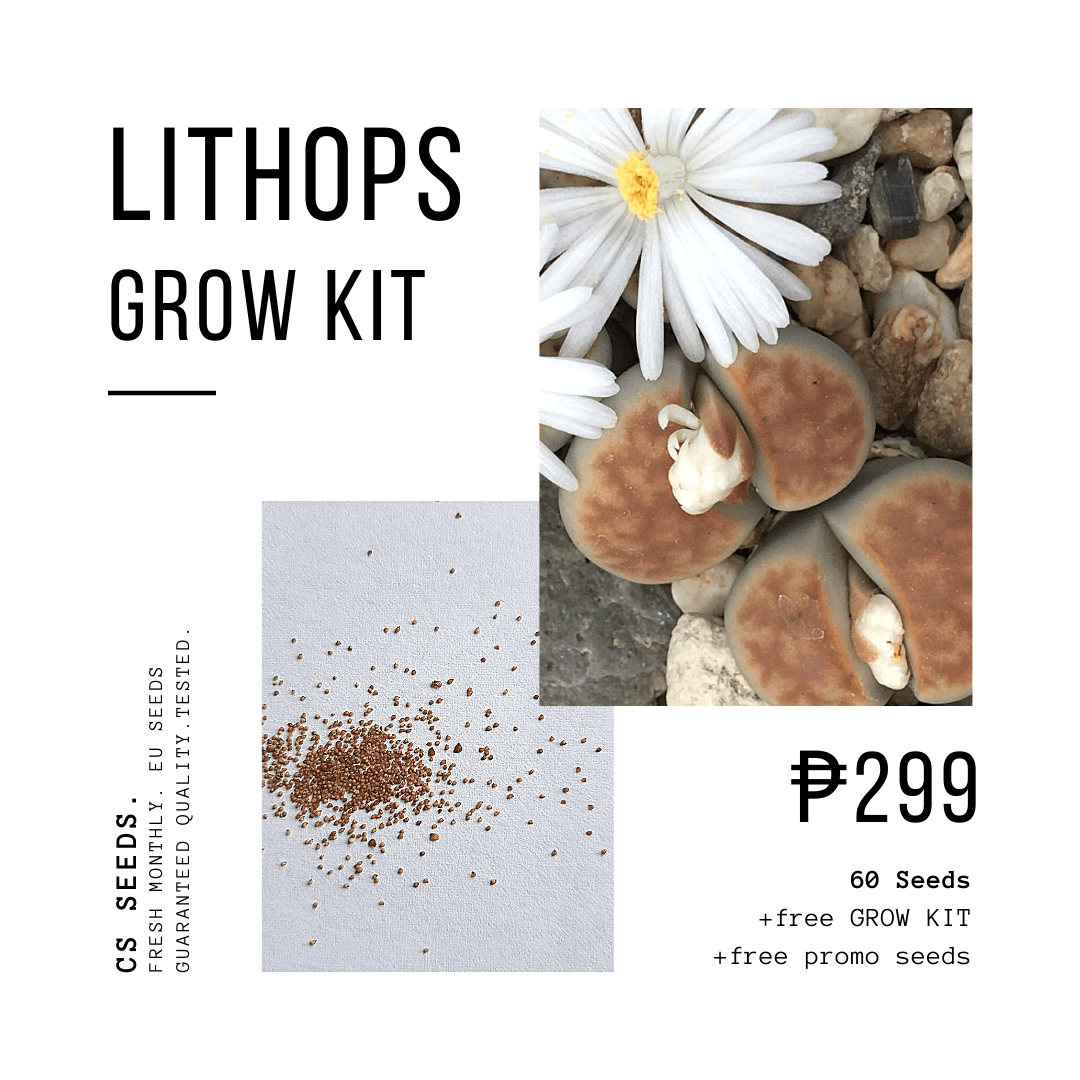 LITHOPS
GROW KIT
CS SEEDS.
FRESH MONTHLY. EU SEEDS
GUARANTEED QUALITY.TESTED.
₱299
60 Seeds
+free GROW KIT
+free promo seeds